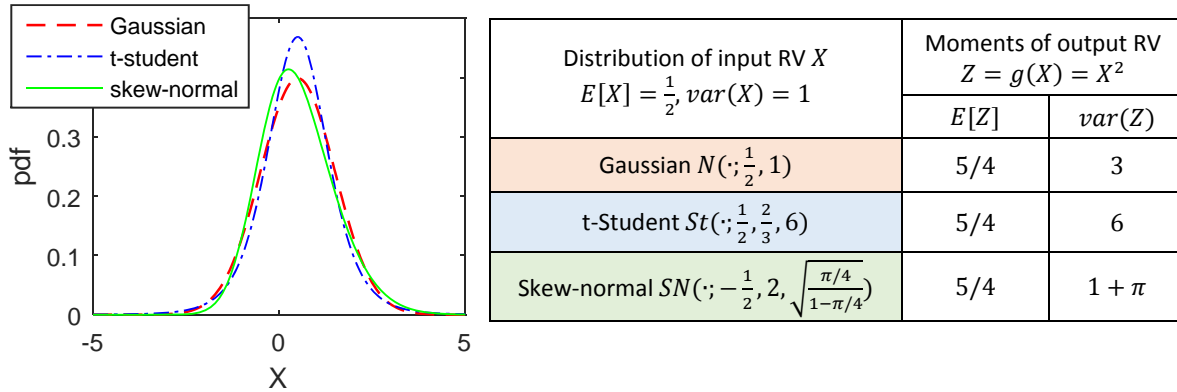 Gaussian
t-student
skew-normal
0.3
0.2
0.1
0
-5
0
5
pdf
X
Distribution of input RV X
E[X] = 1/2, var(X) = 1
Moments of output RV
Z = g(X) = X²
E[Z]
var(Z)
Gaussian N(·; 1/2, 1)
5/4
3
t-Student St(·; 1/2, 2/3, 6)
5/4
6
Skew-normal SN(·; −1/2, 2, √((π/4)/(1−π/4)))
5/4
1 + π